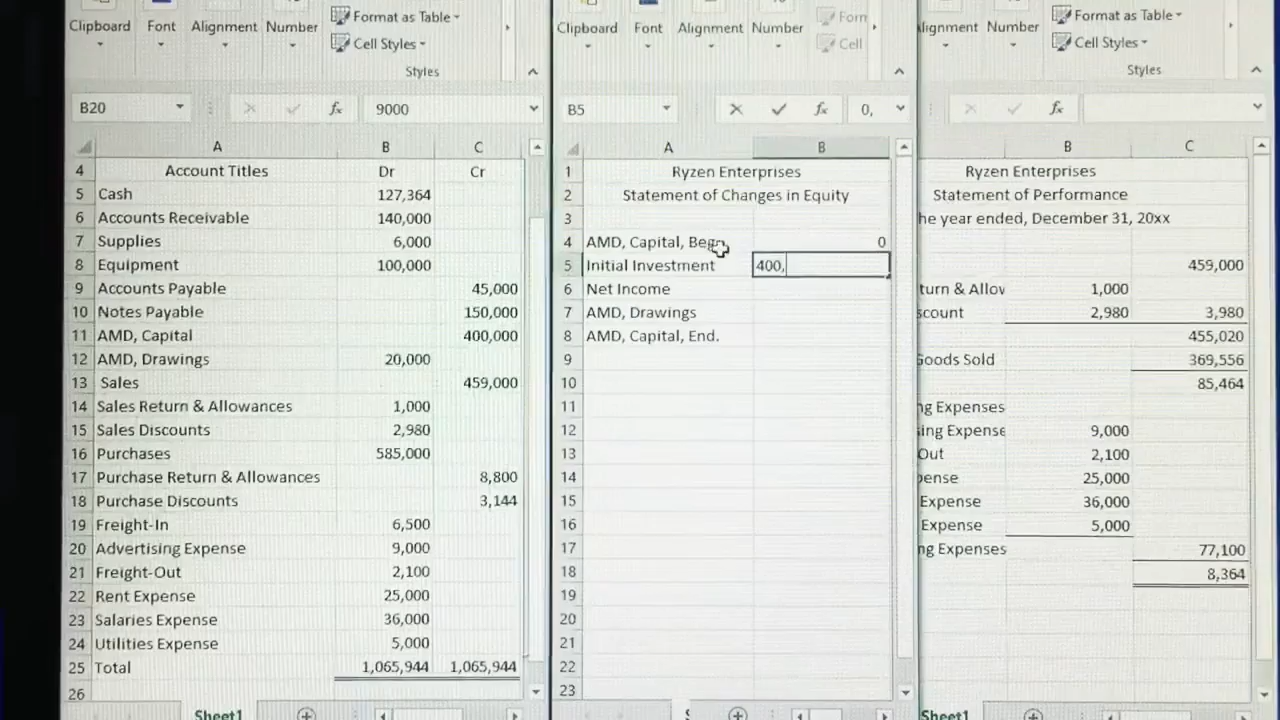 Clipboard
Font
Alignment
Number
Format as Table
Cell Styles
Styles
B20
fx
9000
A B C
4 Account Titles Dr Cr
5 Cash 127,364
6 Accounts Receivable 140,000
7 Supplies 6,000
8 Equipment 100,000
9 Accounts Payable 45,000
10 Notes Payable 150,000
11 AMD, Capital 400,000
12 AMD, Drawings 20,000
13 Sales 459,000
14 Sales Return & Allowances 1,000
15 Sales Discounts 2,980
16 Purchases 585,000
17 Purchase Return & Allowances 8,800
18 Purchase Discounts 3,144
19 Freight-In 6,500
20 Advertising Expense 9,000
21 Freight-Out 2,100
22 Rent Expense 25,000
23 Salaries Expense 36,000
24 Utilities Expense 5,000
25 Total 1,065,944 1,065,944
26
Sheet1
Clipboard
Font
Alignment
Number
Form
Cell
B5
fx
0,
A B
1 Ryzen Enterprises
2 Statement of Changes in Equity
3
4 AMD, Capital, Beg. 0
5 Initial Investment 400,
6 Net Income
7 AMD, Drawings
8 AMD, Capital, End.
9
10
11
12
13
14
15
16
17
18
19
20
21
22
23
lignment
Number
Format as Table
Cell Styles
Styles
fx
B C
Ryzen Enterprises
Statement of Performance
he year ended, December 31, 20xx
459,000
turn & Allov 1,000
scount 2,980 3,980
455,020
Goods Sold 369,556
85,464
ng Expenses
sing Expense 9,000
Out 2,100
pense 25,000
Expense 36,000
Expense 5,000
ng Expenses 77,100
8,364
Sheet1